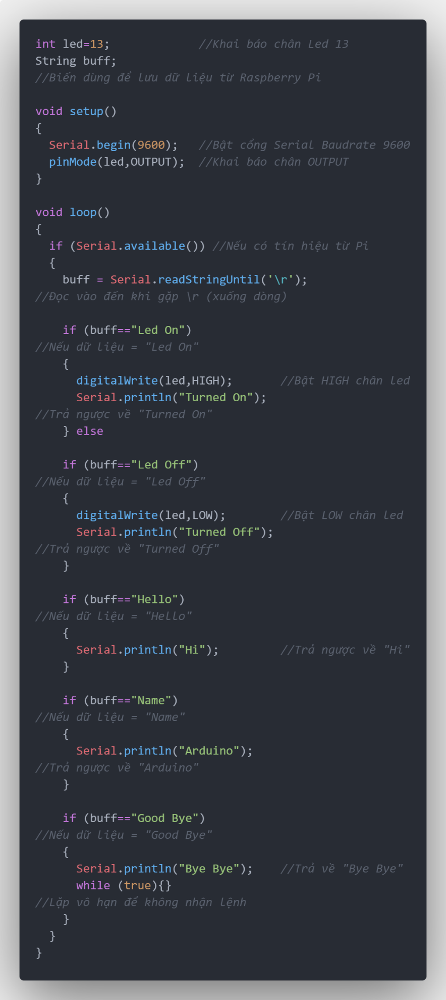 int led=13;             //Khai báo chân Led 13
String buff;
//Biến dùng để lưu dữ liệu từ Raspberry Pi
void setup()
{
  Serial.begin(9600);   //Bật cổng Serial Baudrate 9600
  pinMode(led,OUTPUT);  //Khai báo chân OUTPUT
}
void loop()
{
  if (Serial.available()) //Nếu có tín hiệu từ Pi
  {
    buff = Serial.readStringUntil('\r');
//Đọc vào đến khi gặp \r (xuống dòng)
    if (buff=="Led On")
//Nếu dữ liệu = "Led On"
    {
      digitalWrite(led,HIGH);       //Bật HIGH chân led
      Serial.println("Turned On");
//Trả ngược về "Turned On"
    } else
    if (buff=="Led Off")
//Nếu dữ liệu = "Led Off"
    {
      digitalWrite(led,LOW);        //Bật LOW chân led
      Serial.println("Turned Off");
//Trả ngược về "Turned Off"
    }
    if (buff=="Hello")
//Nếu dữ liệu = "Hello"
    {
      Serial.println("Hi");         //Trả ngược về "Hi"
    }
    if (buff=="Name")
//Nếu dữ liệu = "Name"
    {
      Serial.println("Arduino");
//Trả ngược về "Arduino"
    }
    if (buff=="Good Bye")
//Nếu dữ liệu = "Good Bye"
    {
      Serial.println("Bye Bye");    //Trả về "Bye Bye"
      while (true){}
//Lặp vô hạn để không nhận lệnh
    }
  }
}